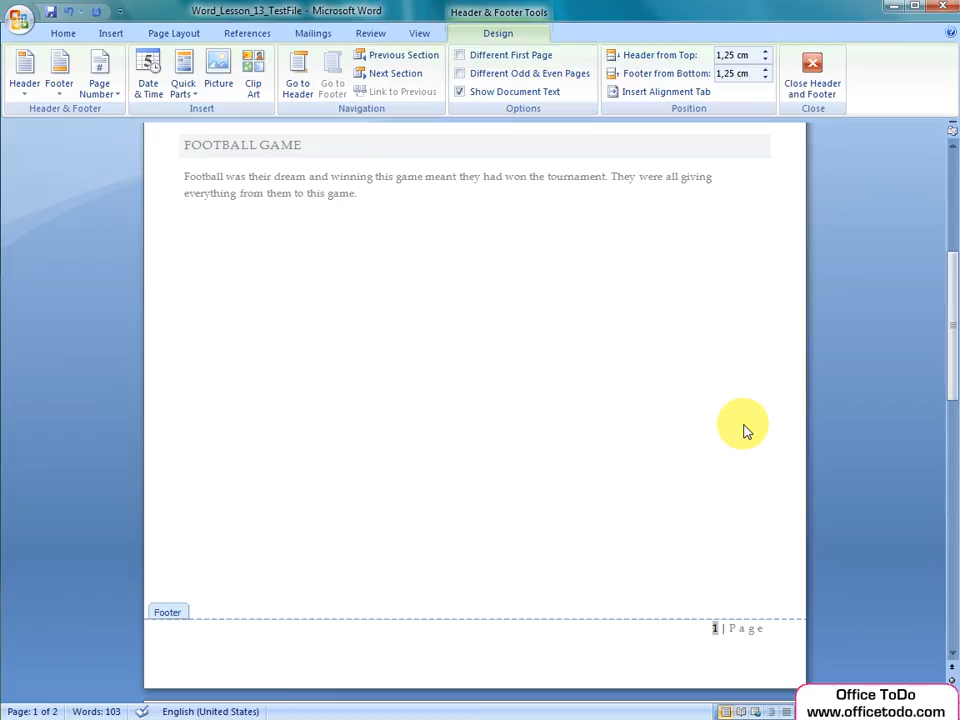 Word_Lesson_13_TestFile - Microsoft Word
Header & Footer Tools
Home Insert Page Layout References Mailings Review View Design
Header
Footer
Page
Number
Header & Footer
Date
& Time
Quick
Parts
Picture
Clip
Art
Insert
Go to
Header
Go to
Footer
Previous Section
Next Section
Link to Previous
Navigation
Different First Page
Different Odd & Even Pages
Show Document Text
Options
Header from Top: 1,25 cm
Footer from Bottom: 1,25 cm
Insert Alignment Tab
Position
Close Header
and Footer
Close
FOOTBALL GAME
Football was their dream and winning this game meant they had won the tournament. They were all giving
everything from them to this game.
Footer
1 | Page
Page: 1 of 2 Words: 103 English (United States)
Office ToDo
www.officetodo.com